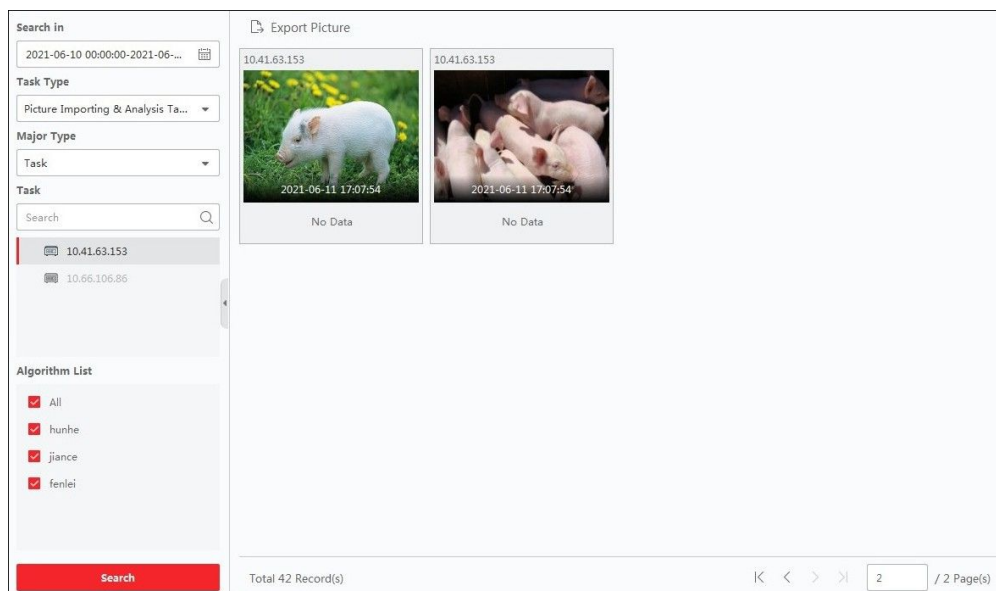 Search in
2021-06-10 00:00:00-2021-06-...
Task Type
Picture Importing & Analysis Ta...
Major Type
Task
Task
Search
10.41.63.153
10.66.106.86
Algorithm List
All
hunhe
jiance
fenlei
Search
Export Picture
10.41.63.153
2021-06-11 17:07:54
No Data
10.41.63.153
2021-06-11 17:07:54
No Data
Total 42 Record(s)
2 / 2 Page(s)